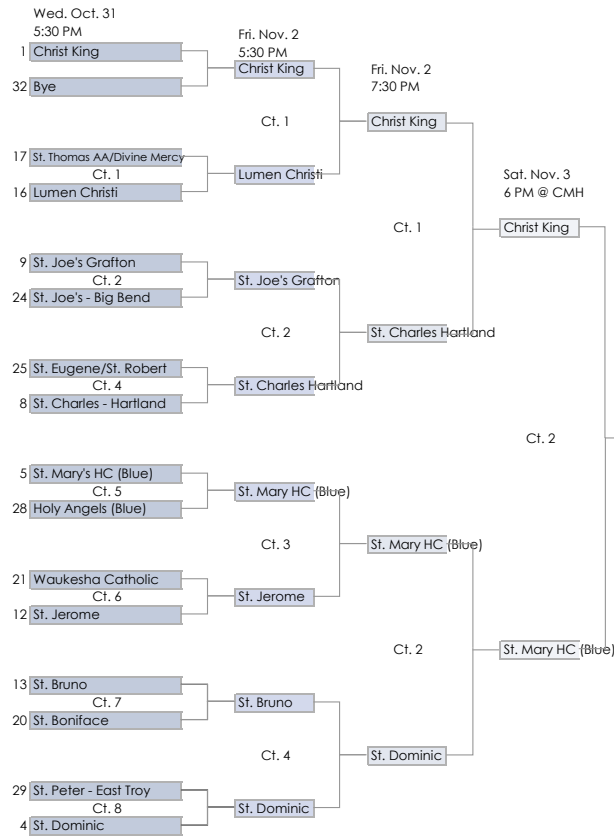 Wed. Oct. 31
5:30 PM
1 Christ King
32 Bye
17 St. Thomas AA/Divine Mercy
Ct. 1
16 Lumen Christi
9 St. Joe's Grafton
Ct. 2
24 St. Joe's - Big Bend
25 St. Eugene/St. Robert
Ct. 4
8 St. Charles - Hartland
5 St. Mary's HC (Blue)
Ct. 5
28 Holy Angels (Blue)
21 Waukesha Catholic
Ct. 6
12 St. Jerome
13 St. Bruno
Ct. 7
20 St. Boniface
29 St. Peter - East Troy
Ct. 8
4 St. Dominic
Fri. Nov. 2
5:30 PM
Christ King
Ct. 1
Lumen Christi
St. Joe's Grafton
Ct. 2
St. Charles Hartland
St. Mary HC (Blue)
Ct. 3
St. Jerome
St. Bruno
Ct. 4
St. Dominic
Fri. Nov. 2
7:30 PM
Christ King
Ct. 1
St. Charles Hartland
St. Mary HC (Blue)
Ct. 2
St. Dominic
Sat. Nov. 3
6 PM @ CMH
Christ King
Ct. 2
St. Mary HC (Blue)